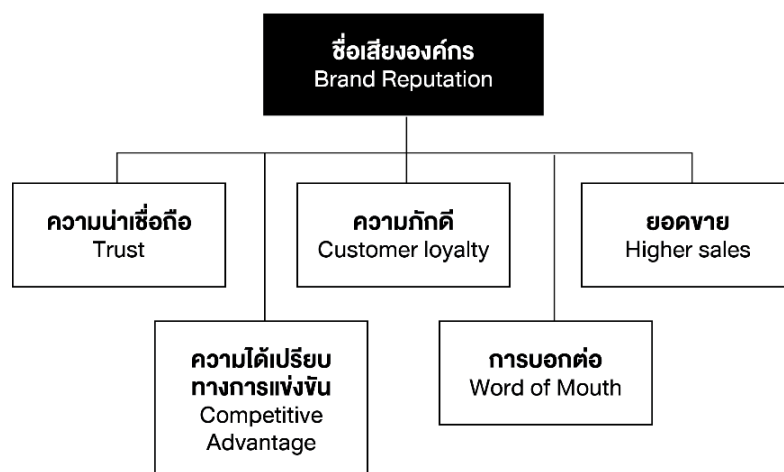 ชื่อเสียงองค์กร
Brand Reputation
ความน่าเชื่อถือ
Trust
ความภักดี
Customer loyalty
ยอดขาย
Higher sales
ความได้เปรียบ
ทางการแข่งขัน
Competitive
Advantage
การบอกต่อ
Word of Mouth